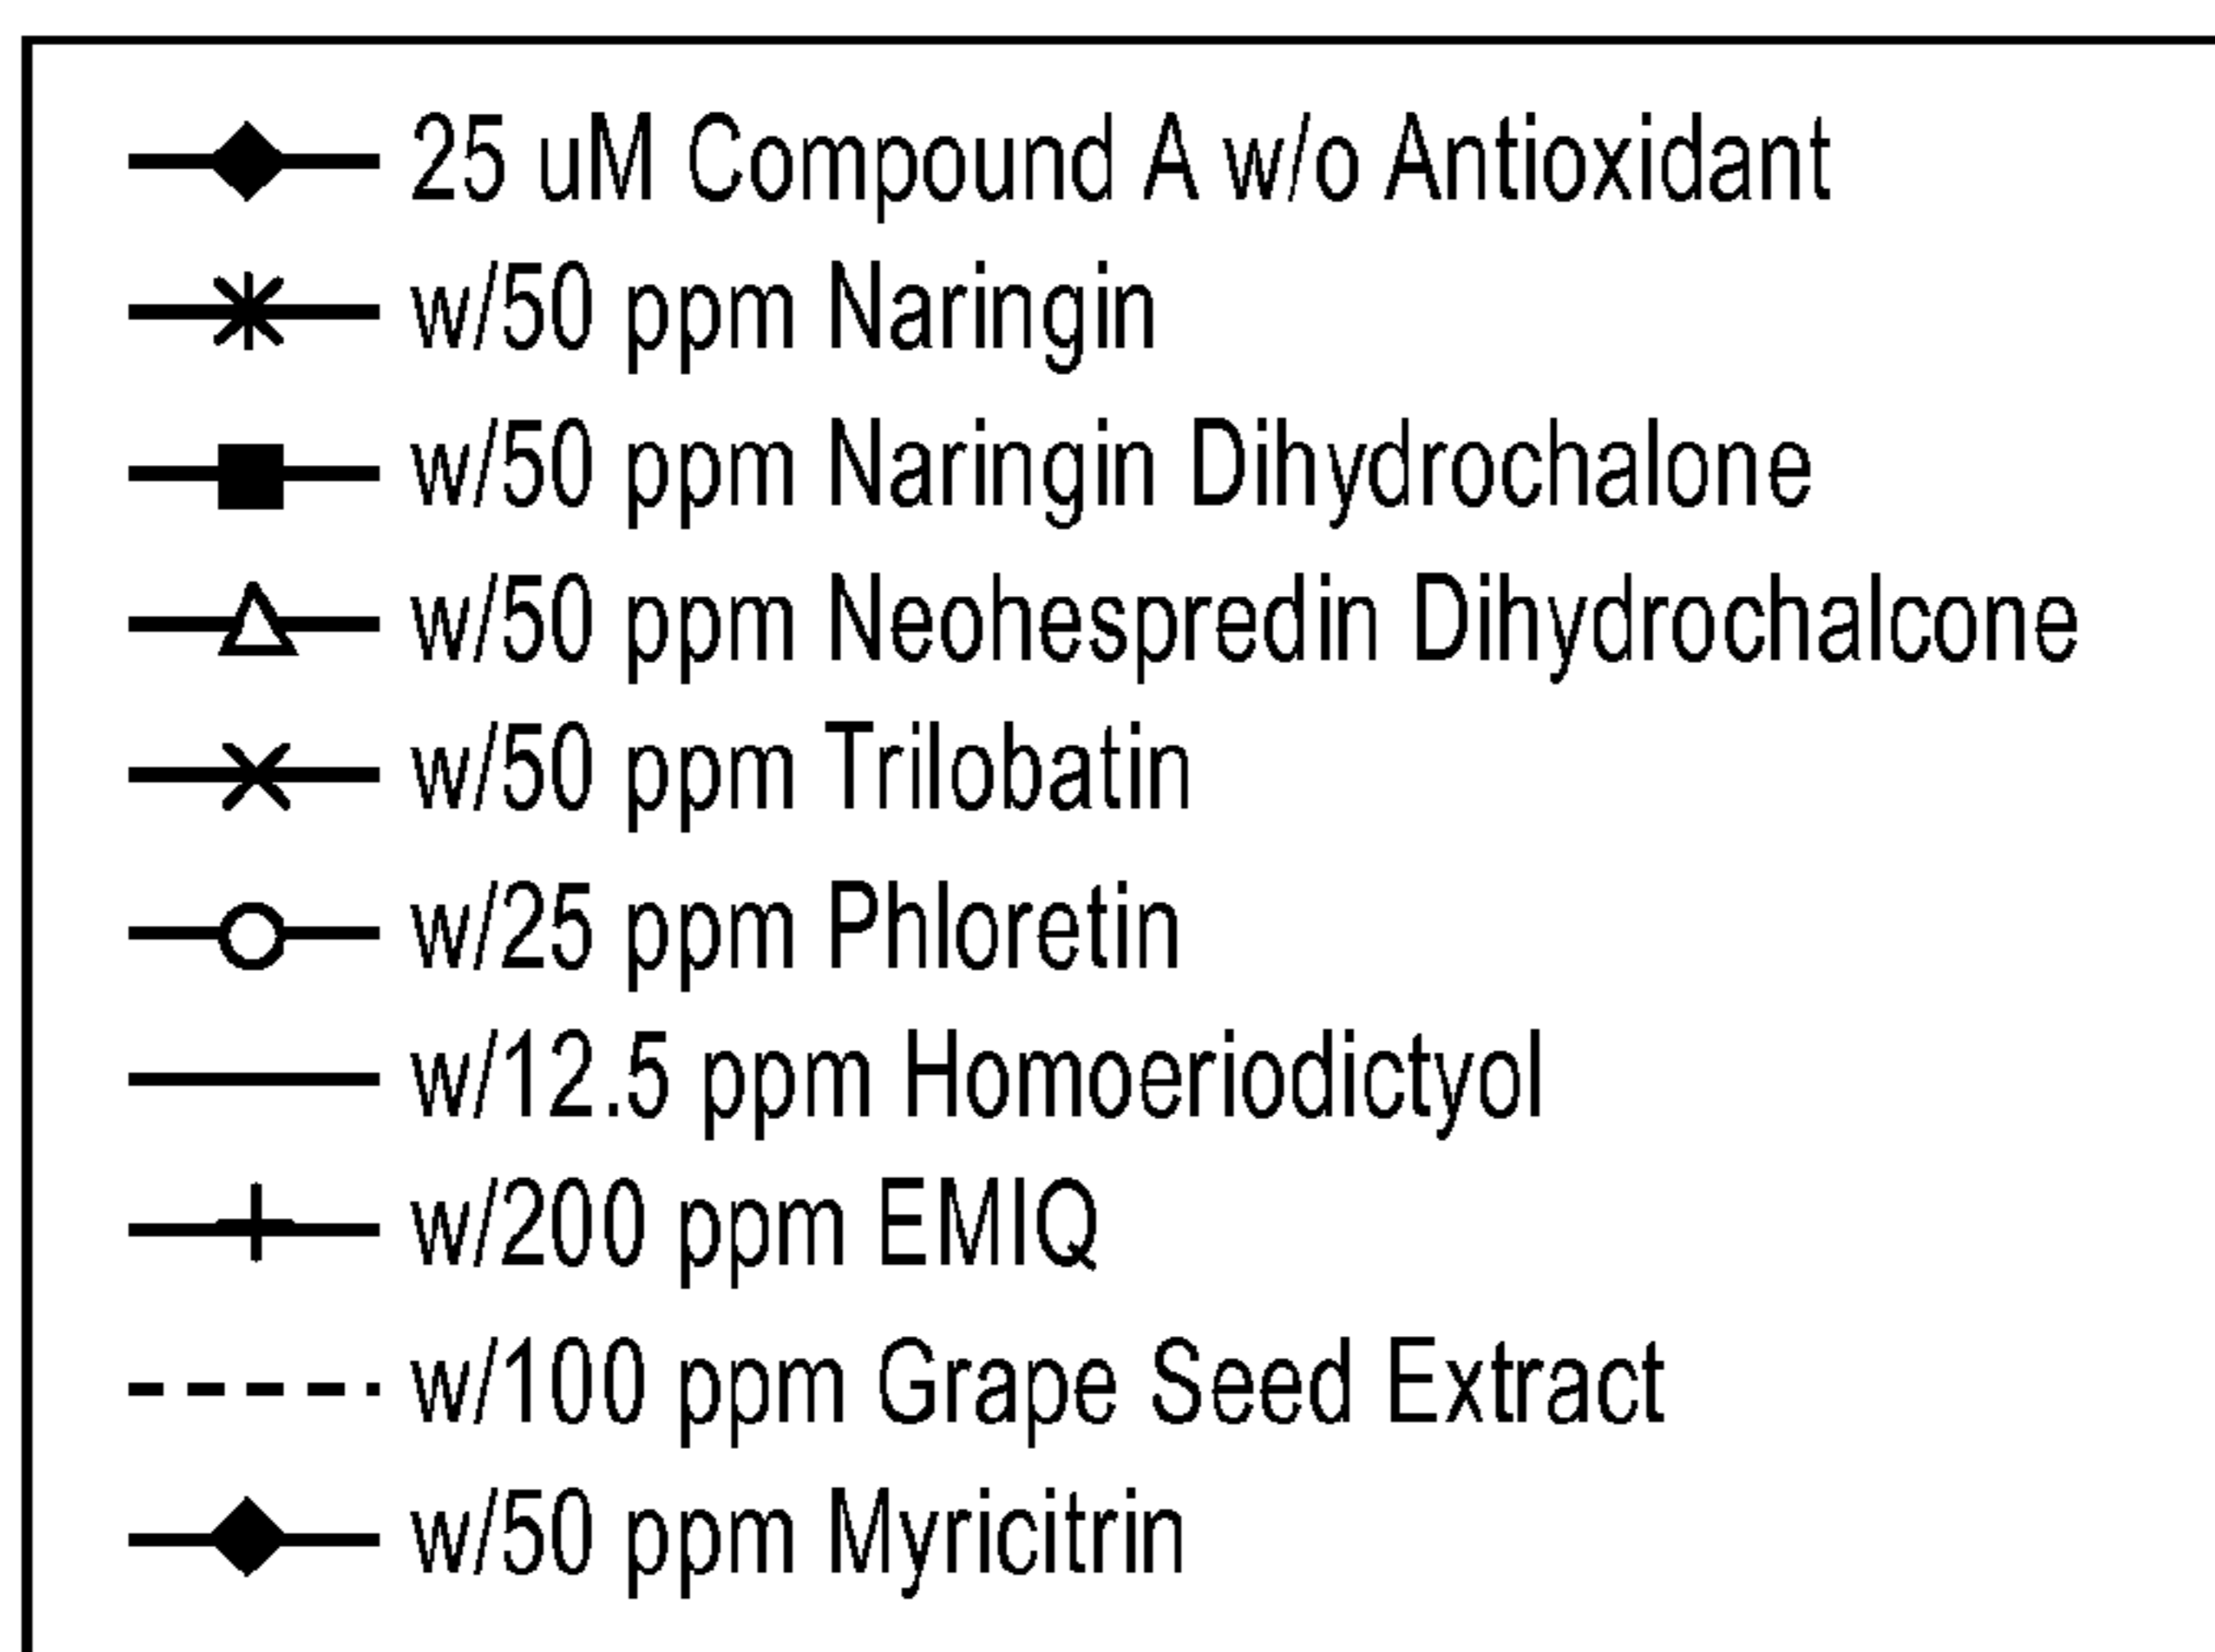 25 uM Compound A w/o Antioxidant
w/50 ppm Naringin
w/50 ppm Naringin Dihydrochalone
w/50 ppm Neohespredin Dihydrochalcone
w/50 ppm Trilobatin
w/25 ppm Phloretin
w/12.5 ppm Homoeriodictyol
w/200 ppm EMIQ
w/100 ppm Grape Seed Extract
w/50 ppm Myricitrin